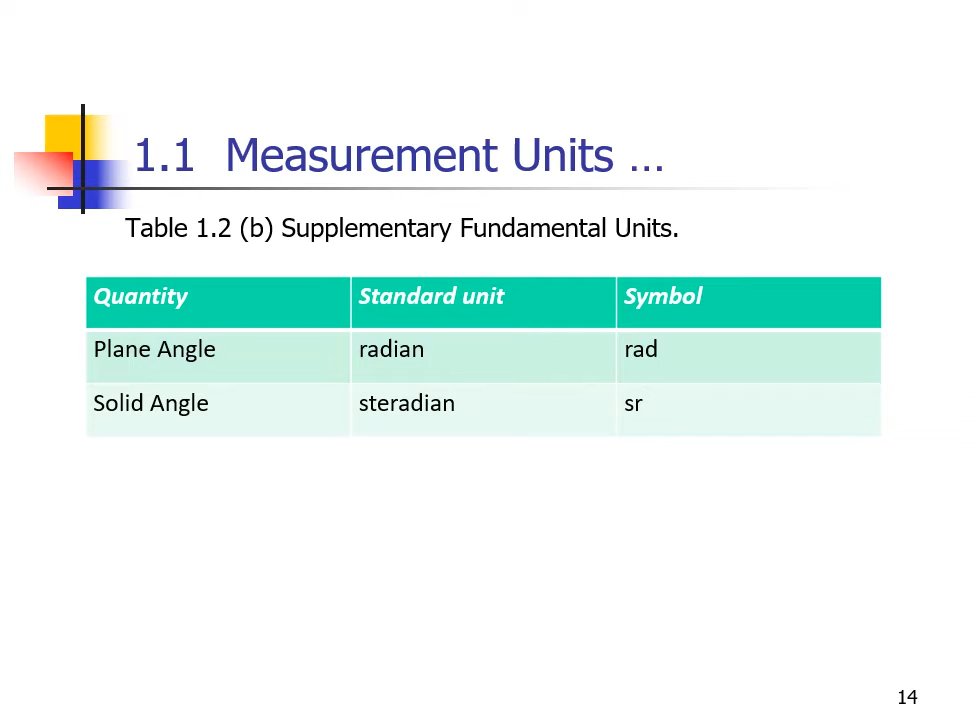 1.1 Measurement Units …
Table 1.2 (b) Supplementary Fundamental Units.
Quantity Standard unit Symbol
Plane Angle radian rad
Solid Angle steradian sr
14